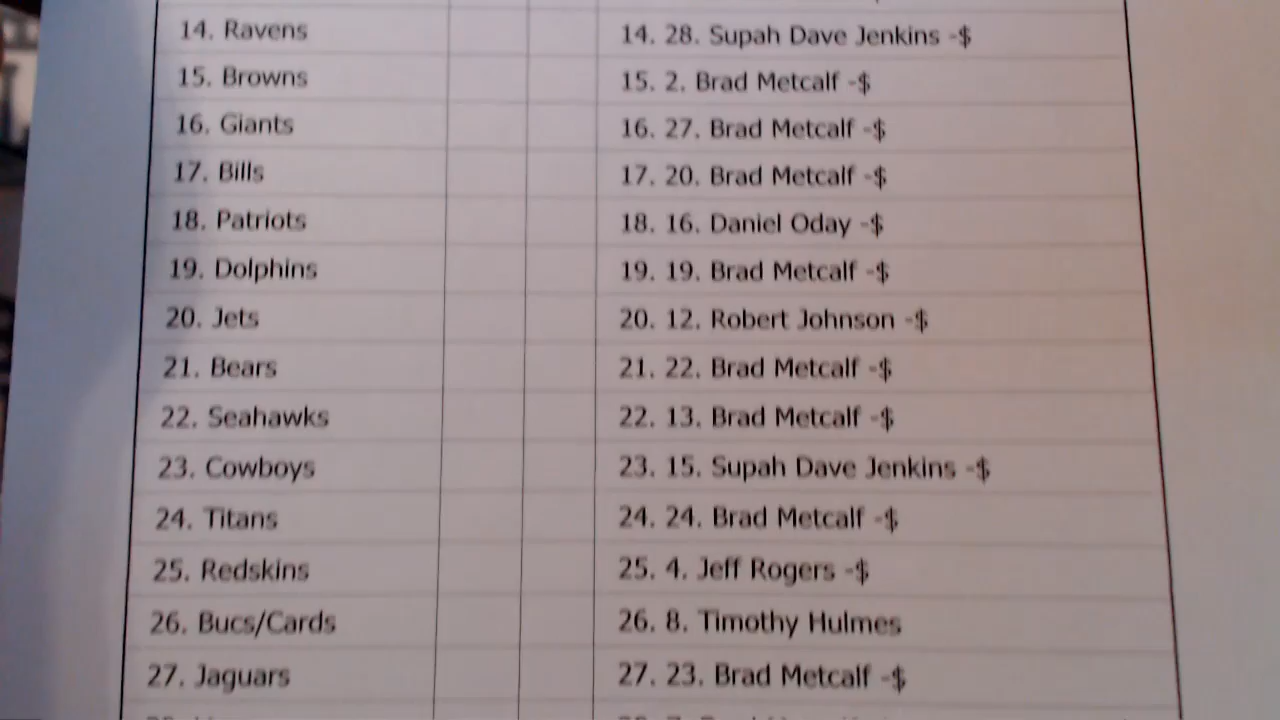 14. Ravens 14. 28. Supah Dave Jenkins -$
15. Browns 15. 2. Brad Metcalf -$
16. Giants 16. 27. Brad Metcalf -$
17. Bills 17. 20. Brad Metcalf -$
18. Patriots 18. 16. Daniel Oday -$
19. Dolphins 19. 19. Brad Metcalf -$
20. Jets 20. 12. Robert Johnson -$
21. Bears 21. 22. Brad Metcalf -$
22. Seahawks 22. 13. Brad Metcalf -$
23. Cowboys 23. 15. Supah Dave Jenkins -$
24. Titans 24. 24. Brad Metcalf -$
25. Redskins 25. 4. Jeff Rogers -$
26. Bucs/Cards 26. 8. Timothy Hulmes
27. Jaguars 27. 23. Brad Metcalf -$